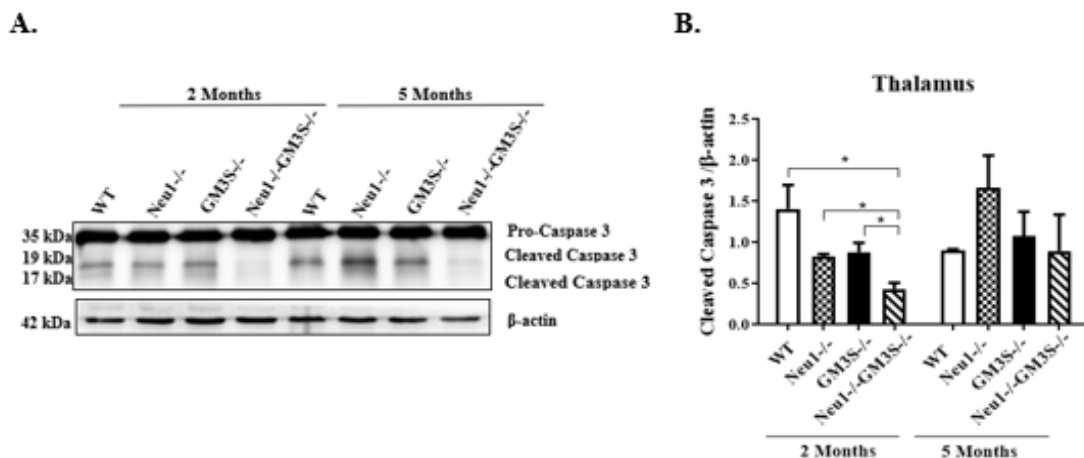 A.
2 Months
5 Months
WT
Neu1-/-
GM3S-/-
Neu1-/-GM3S-/-
WT
Neu1-/-
GM3S-/-
Neu1-/-GM3S-/-
35 kDa
Pro-Caspase 3
19 kDa
Cleaved Caspase 3
17 kDa
Cleaved Caspase 3
42 kDa
β-actin
B.
Thalamus
Cleaved Caspase 3 /β-actin
2.5
2.0
1.5
1.0
0.5
0.0
*
*
*
WT
Neu1-/-
GM3S-/-
Neu1-/-GM3S-/-
WT
Neu1-/-
GM3S-/-
Neu1-/-GM3S-/-
2 Months
5 Months